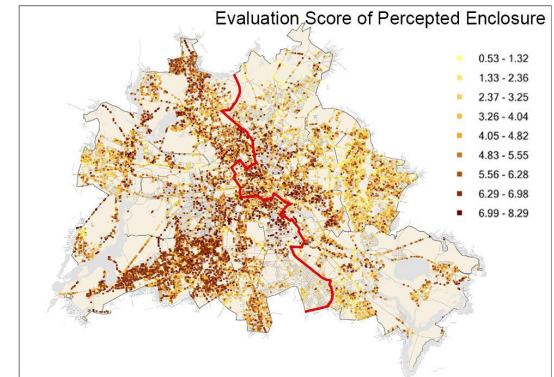 Evaluation Score of Percepted Enclosure
0.53 - 1.32
1.33 - 2.36
2.37 - 3.25
3.26 - 4.04
4.05 - 4.82
4.83 - 5.55
5.56 - 6.28
6.29 - 6.98
6.99 - 8.29